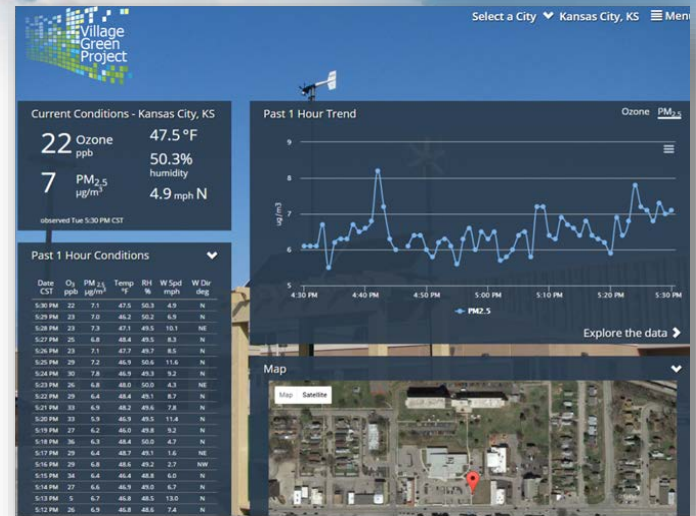 Village
Green
Project
Select a City Kansas City, KS Menu
Current Conditions - Kansas City, KS
22 Ozone ppb
47.5 °F
50.3% humidity
7 PM2.5 µg/m³
4.9 mph N
observed Tue 5:30 PM CST
Past 1 Hour Trend
Ozone PM2.5
9
8
7
6
5
ug/m3
4:30 PM 4:40 PM 4:50 PM 5:00 PM 5:10 PM 5:20 PM 5:30 PM
PM2.5
Explore the data
Past 1 Hour Conditions
Date CST O3 ppb PM 2.5 µg/m³ Temp °F RH % W Spd mph W Dir deg
5:30 PM 22 7.1 47.5 50.3 4.9 N
5:29 PM 23 7.0 46.2 50.2 6.9 N
5:28 PM 23 7.3 47.1 49.5 10.1 NE
5:27 PM 25 6.8 48.4 49.5 8.3 N
5:26 PM 23 7.1 47.7 49.7 8.5 N
5:25 PM 29 7.2 46.9 50.6 11.6 N
5:24 PM 30 7.8 46.9 49.3 9.2 N
5:23 PM 26 6.8 48.0 50.0 4.3 NE
5:22 PM 29 6.4 48.4 49.1 8.7 N
5:21 PM 33 6.9 48.2 49.6 7.8 N
5:20 PM 33 5.9 46.9 49.5 11.4 N
5:19 PM 27 6.2 46.0 49.8 9.2 N
5:18 PM 36 6.3 48.4 50.0 4.7 N
5:17 PM 29 6.4 48.7 49.1 1.6 NE
5:16 PM 29 6.8 48.6 49.2 2.7 NW
5:15 PM 34 6.4 46.4 48.8 6.0 N
5:14 PM 27 6.6 46.9 49.0 6.7 N
5:13 PM 5 6.7 46.8 48.5 13.0 N
5:12 PM 26 6.9 46.8 48.6 7.4 N
Map
Map Satellite